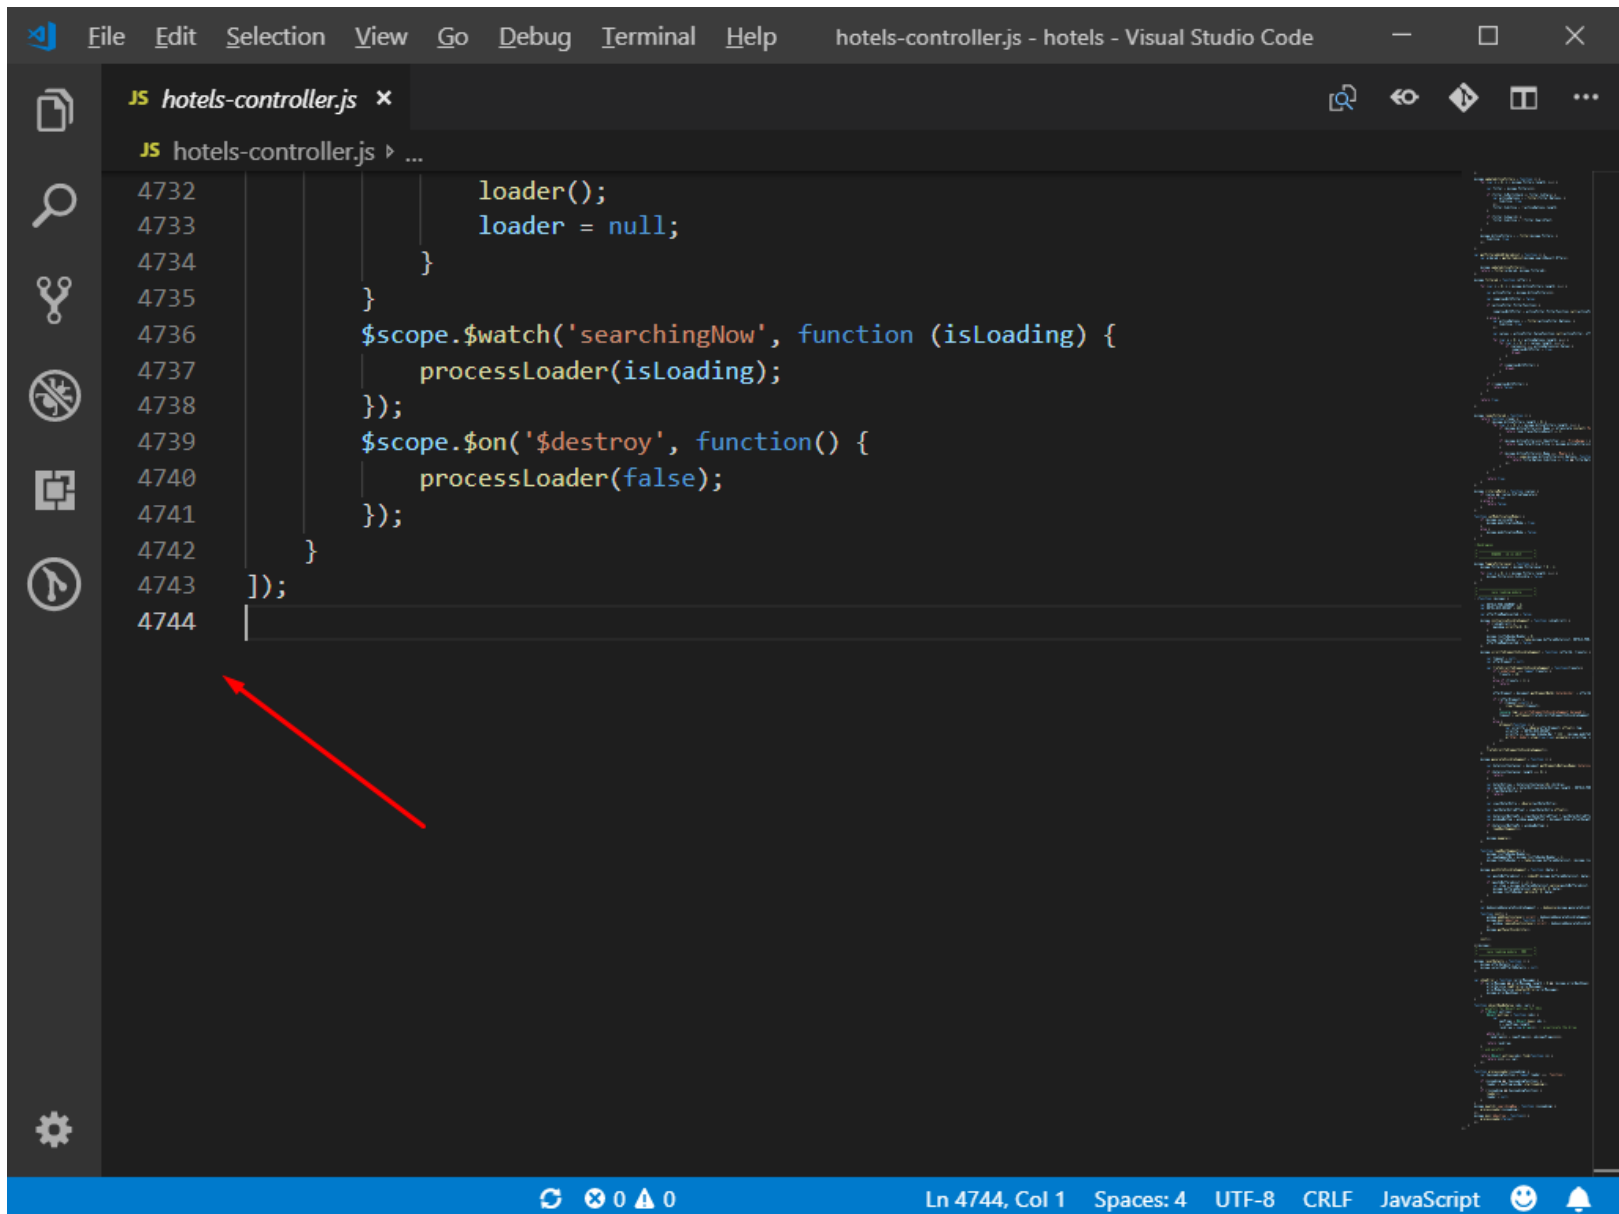 File Edit Selection View Go Debug Terminal Help hotels-controller.js - hotels - Visual Studio Code
JS hotels-controller.js
JS hotels-controller.js ...
4732 loader();
4733 loader = null;
4734 }
4735 }
4736 $scope.$watch('searchingNow', function (isLoading) {
4737 processLoader(isLoading);
4738 });
4739 $scope.$on('$destroy', function() {
4740 processLoader(false);
4741 });
4742 }
4743 ]);
4744
0 0 Ln 4744, Col 1 Spaces: 4 UTF-8 CRLF JavaScript